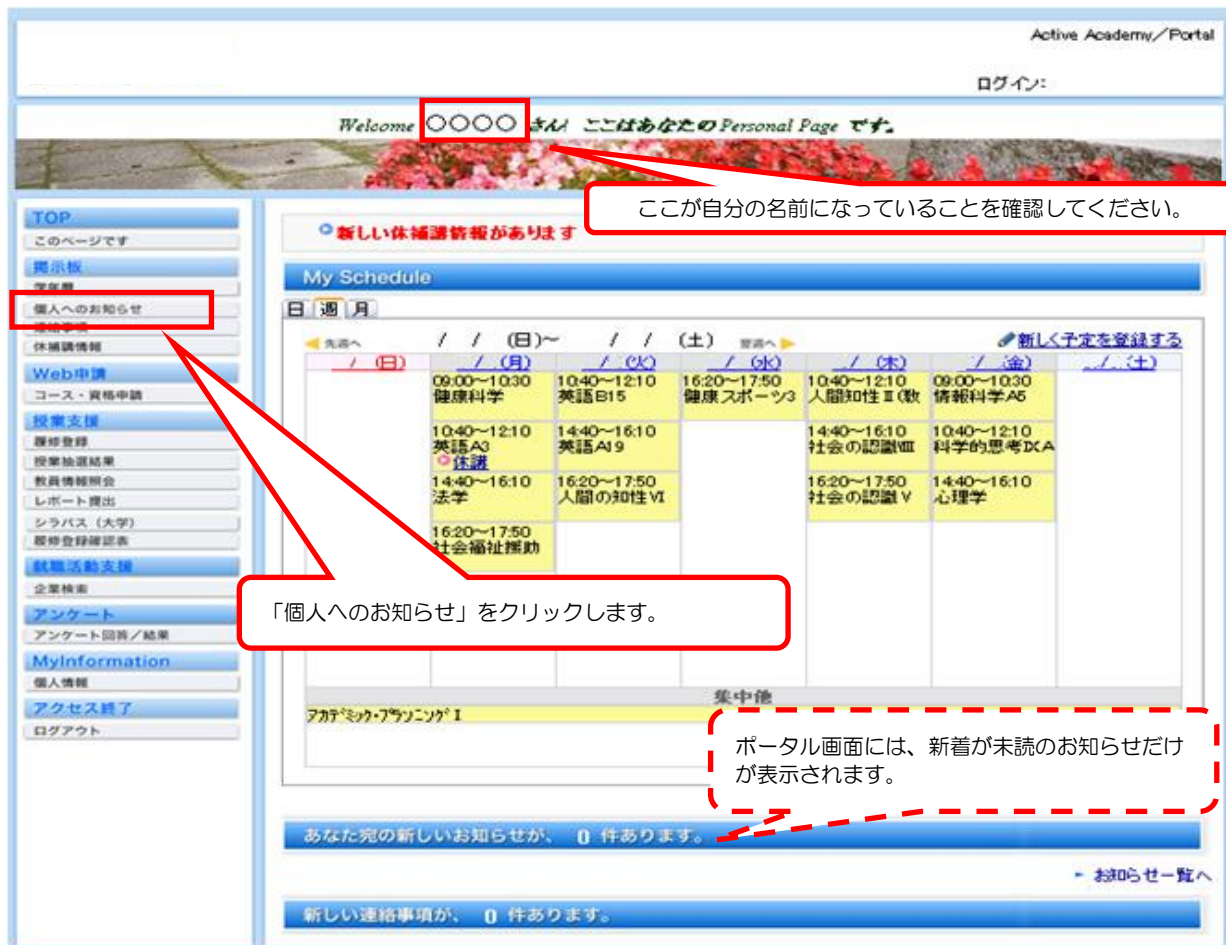 Active Academy／Portal
ログイン:
Welcome ○○○○ さん! ここはあなたの Personal Page です。
ここが自分の名前になっていることを確認してください。
TOP
このページです
掲示板
学年暦
個人へのお知らせ
連絡事項
休補講情報
Web申請
コース・資格申請
授業支援
履修登録
授業抽選結果
教員情報照会
レポート提出
シラバス（大学）
履修登録確認表
就職活動支援
企業検索
アンケート
アンケート回答／結果
MyInformation
個人情報
アクセス終了
ログアウト
新しい休補講情報があります
My Schedule
日 週 月
先週へ / / (日)～ / / (土) 翌週へ 新しく予定を登録する
/ (日) / (月) / (火) / (水) / (木) / (金) / (土)
09:00～10:30 10:40～12:10 16:20～17:50 10:40～12:10 09:00～10:30
健康科学 英語B15 健康スポーツ3 人間知性Ⅱ(数 情報科学A5
10:40～12:10 14:40～16:10 14:40～16:10 10:40～12:10
英語A3 英語A19 社会の認識Ⅷ 科学的思考ⅨA
休講
14:40～16:10 16:20～17:50 16:20～17:50 14:40～16:10
法学 人間の知性Ⅵ 社会の認識Ⅴ 心理学
16:20～17:50
社会福祉援助
「個人へのお知らせ」をクリックします。
集中他
アカデミック・プランニングⅠ
ポータル画面には、新着が未読のお知らせだけ
が表示されます。
あなた宛の新しいお知らせが、 0 件あります。
お知らせ一覧へ
新しい連絡事項が、 0 件あります。